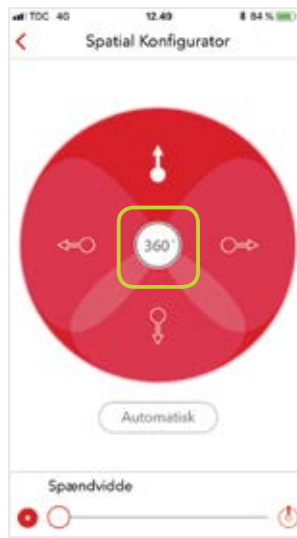 TDC 4G 12.49 84 %
Spatial Konfigurator
360°
Automatisk
Spændvidde